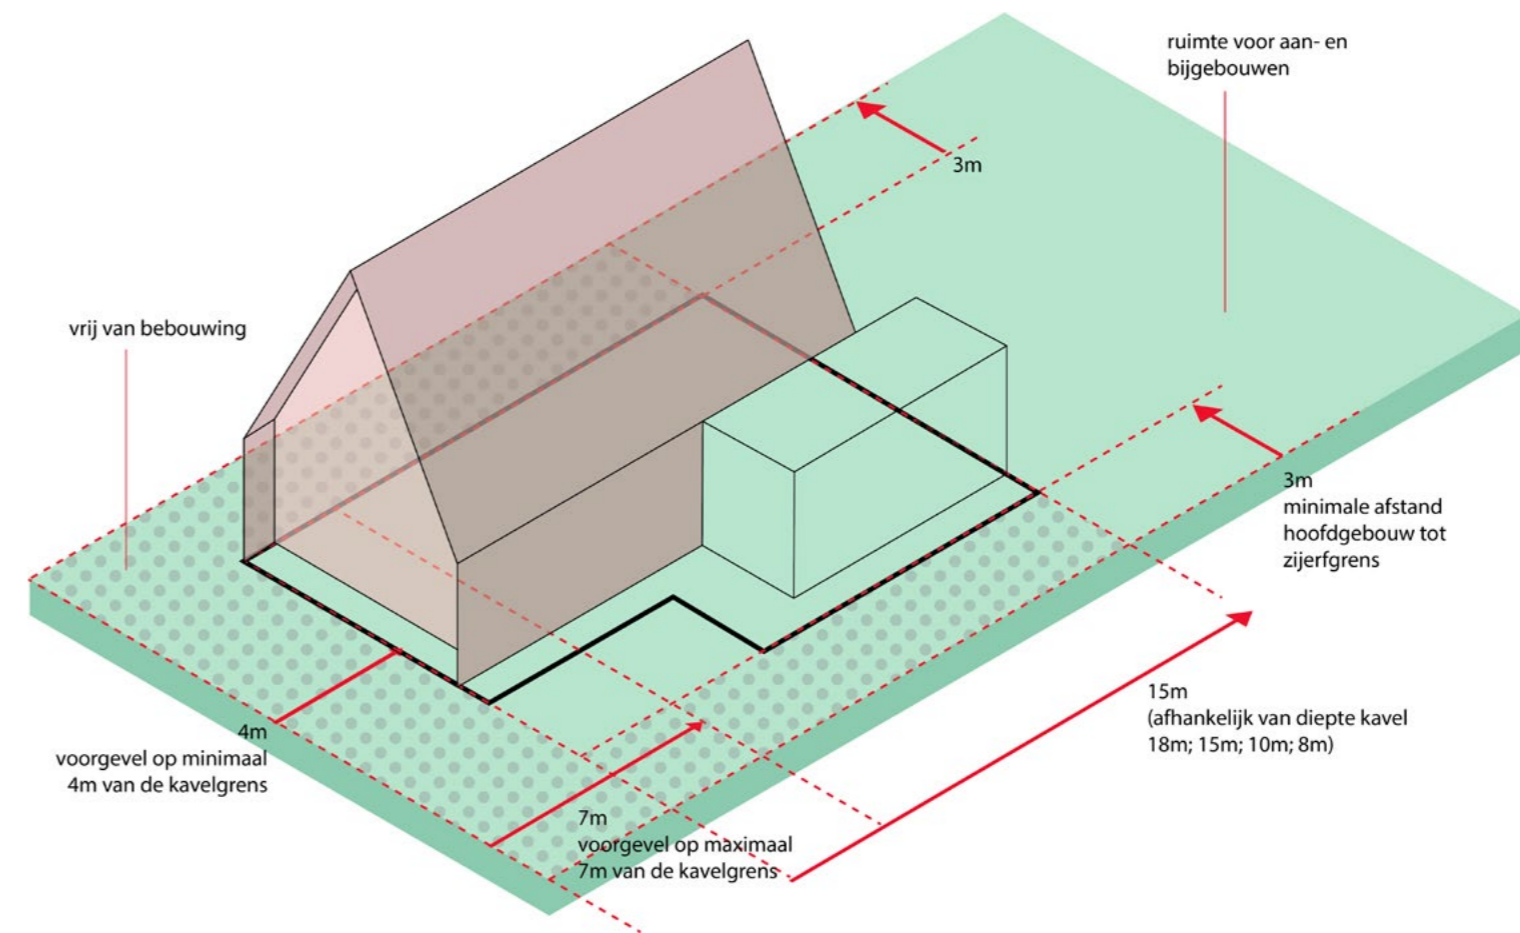 ruimte voor aan- en
bijgebouwen
3m
vrij van bebouwing
3m
minimale afstand
hoofdgebouw tot
zijerfgrens
15m
(afhankelijk van diepte kavel
18m; 15m; 10m; 8m)
4m
voorgevel op minimaal
4m van de kavelgrens
7m
voorgevel op maximaal
7m van de kavelgrens